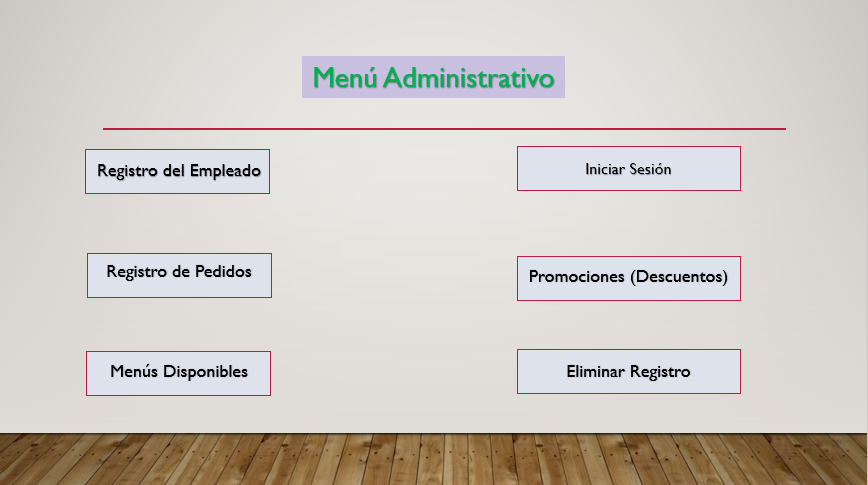 Menú Administrativo
Registro del Empleado
Iniciar Sesión
Registro de Pedidos
Promociones (Descuentos)
Menús Disponibles
Eliminar Registro